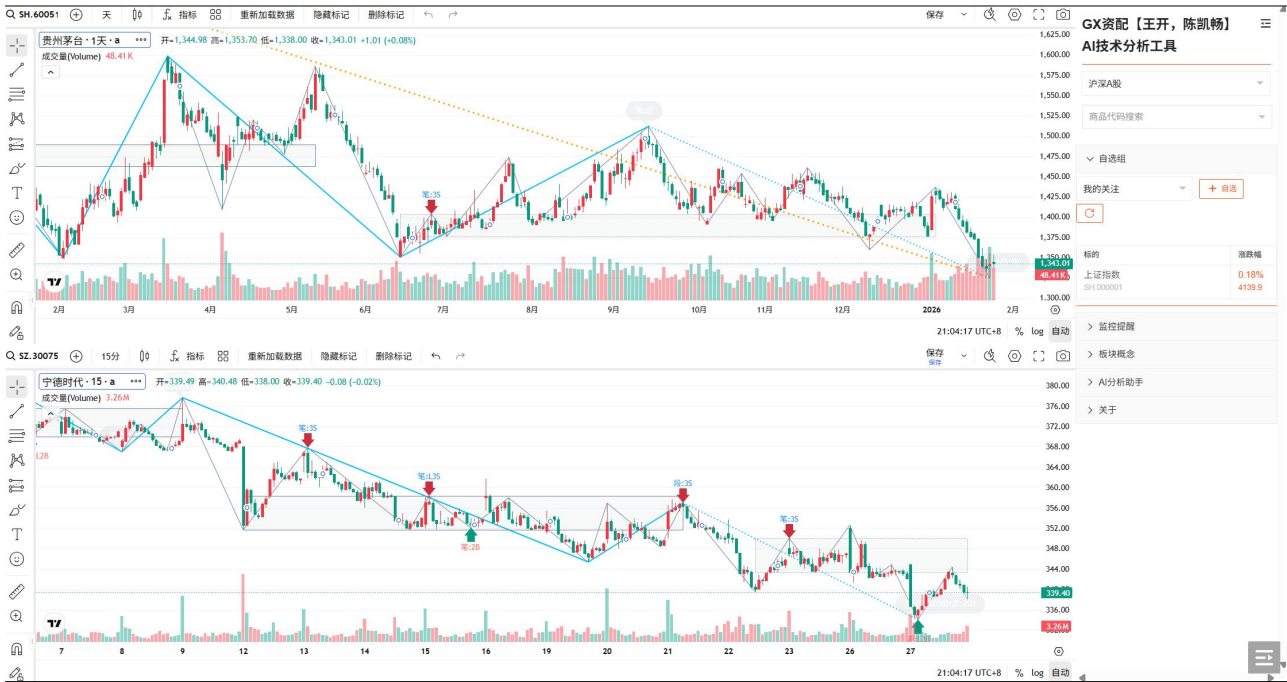 SH.60051 天 指标 重新加载数据 隐藏标记 删除标记 保存
贵州茅台 · 1天 · a ••• 开=1,344.98 高=1,353.70 低=1,338.00 收=1,343.01 +1.01 (+0.08%)
成交量(Volume) 48.41 K
1,625.00
1,600.00
1,575.00
1,550.00
1,525.00
1,500.00
1,475.00
1,450.00
1,425.00
1,400.00
1,375.00
1,343.01
48.41 K
1,300.00
笔:3S
2月 3月 4月 5月 6月 7月 8月 9月 10月 11月 12月 2026 2月
21:04:17 UTC+8 % log 自动
SZ.30075 15分 指标 重新加载数据 隐藏标记 删除标记 保存
保存
宁德时代 · 15 · a ••• 开=339.49 高=340.48 低=338.00 收=339.40 -0.08 (-0.02%)
成交量(Volume) 3.26 M
380.00
376.00
372.00
368.00
364.00
360.00
356.00
352.00
348.00
344.00
339.40
336.00
3.26 M
L2B
笔:3S
笔:L3S
笔:2B
段:3S
笔:3S
7 8 9 12 13 14 15 16 19 20 21 22 23 26 27
21:04:17 UTC+8 % log 自动
GX资配【王开，陈凯畅】
AI技术分析工具
沪深A股
商品代码搜索
自选组
我的关注 + 自选
标的 涨跌幅
上证指数 0.18%
SH.000001 4139.9
监控提醒
板块概念
AI分析助手
关于